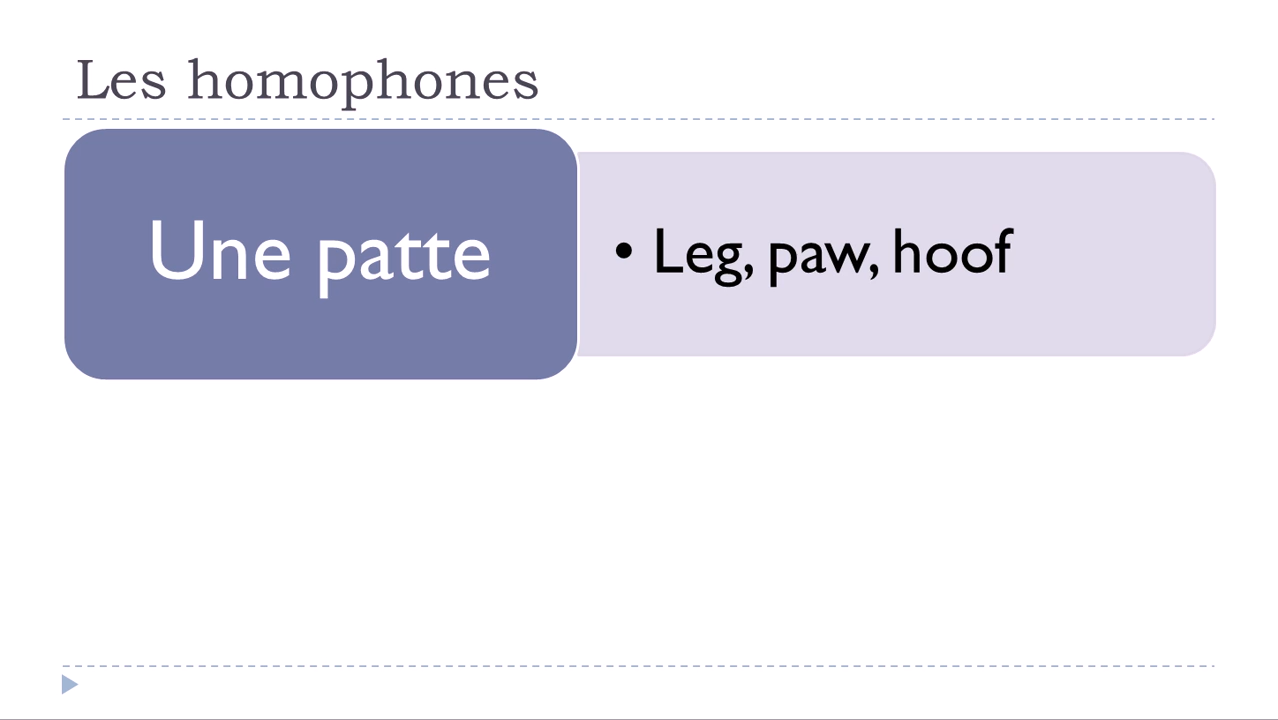 Les homophones
Une patte
• Leg, paw, hoof